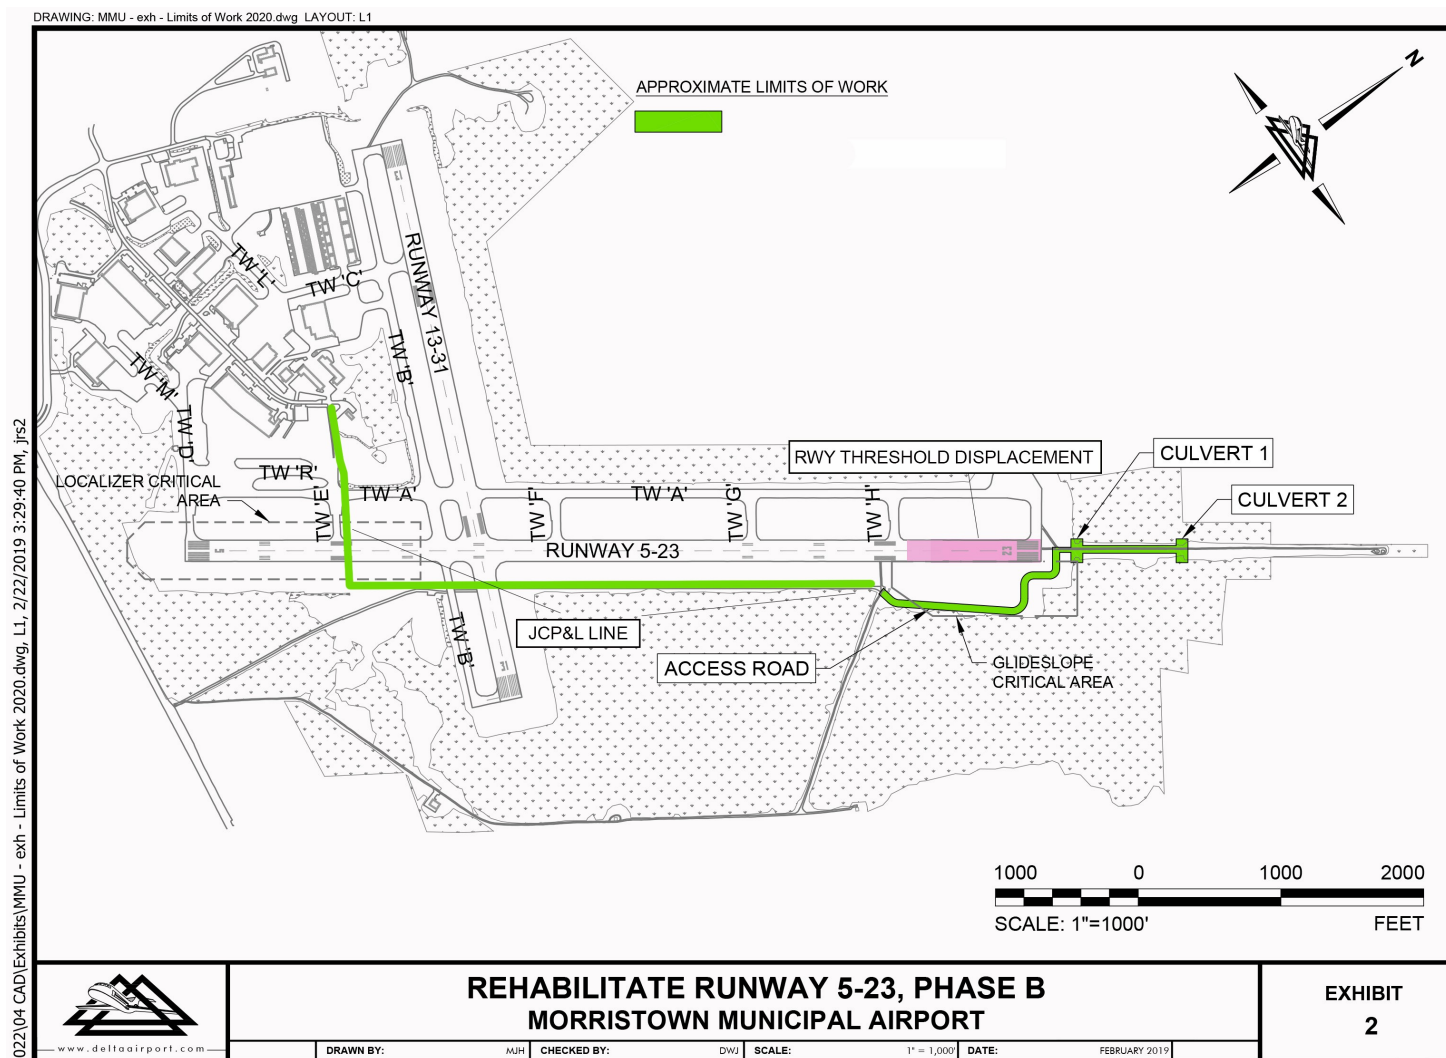 DRAWING: MMU - exh - Limits of Work 2020.dwg LAYOUT: L1
APPROXIMATE LIMITS OF WORK
N
RUNWAY 13-31
TW 'L'
TW 'C'
TW 'B'
TW 'M'
TW 'D'
TW 'R'
LOCALIZER CRITICAL
AREA
TW 'E'
TW 'A'
TW 'F'
TW 'A'
TW 'G'
TW 'H'
RWY THRESHOLD DISPLACEMENT
CULVERT 1
CULVERT 2
RUNWAY 5-23
23
TW 'B'
JCP&L LINE
ACCESS ROAD
GLIDESLOPE
CRITICAL AREA
1000 0 1000 2000
SCALE: 1"=1000' FEET
022\04 CAD\Exhibits\MMU - exh - Limits of Work 2020.dwg, L1, 2/22/2019 3:29:40 PM, jrs2
www.deltaairport.com
REHABILITATE RUNWAY 5-23, PHASE B
MORRISTOWN MUNICIPAL AIRPORT
DRAWN BY: MJH CHECKED BY: DWJ SCALE: 1" = 1,000' DATE: FEBRUARY 2019
EXHIBIT
2